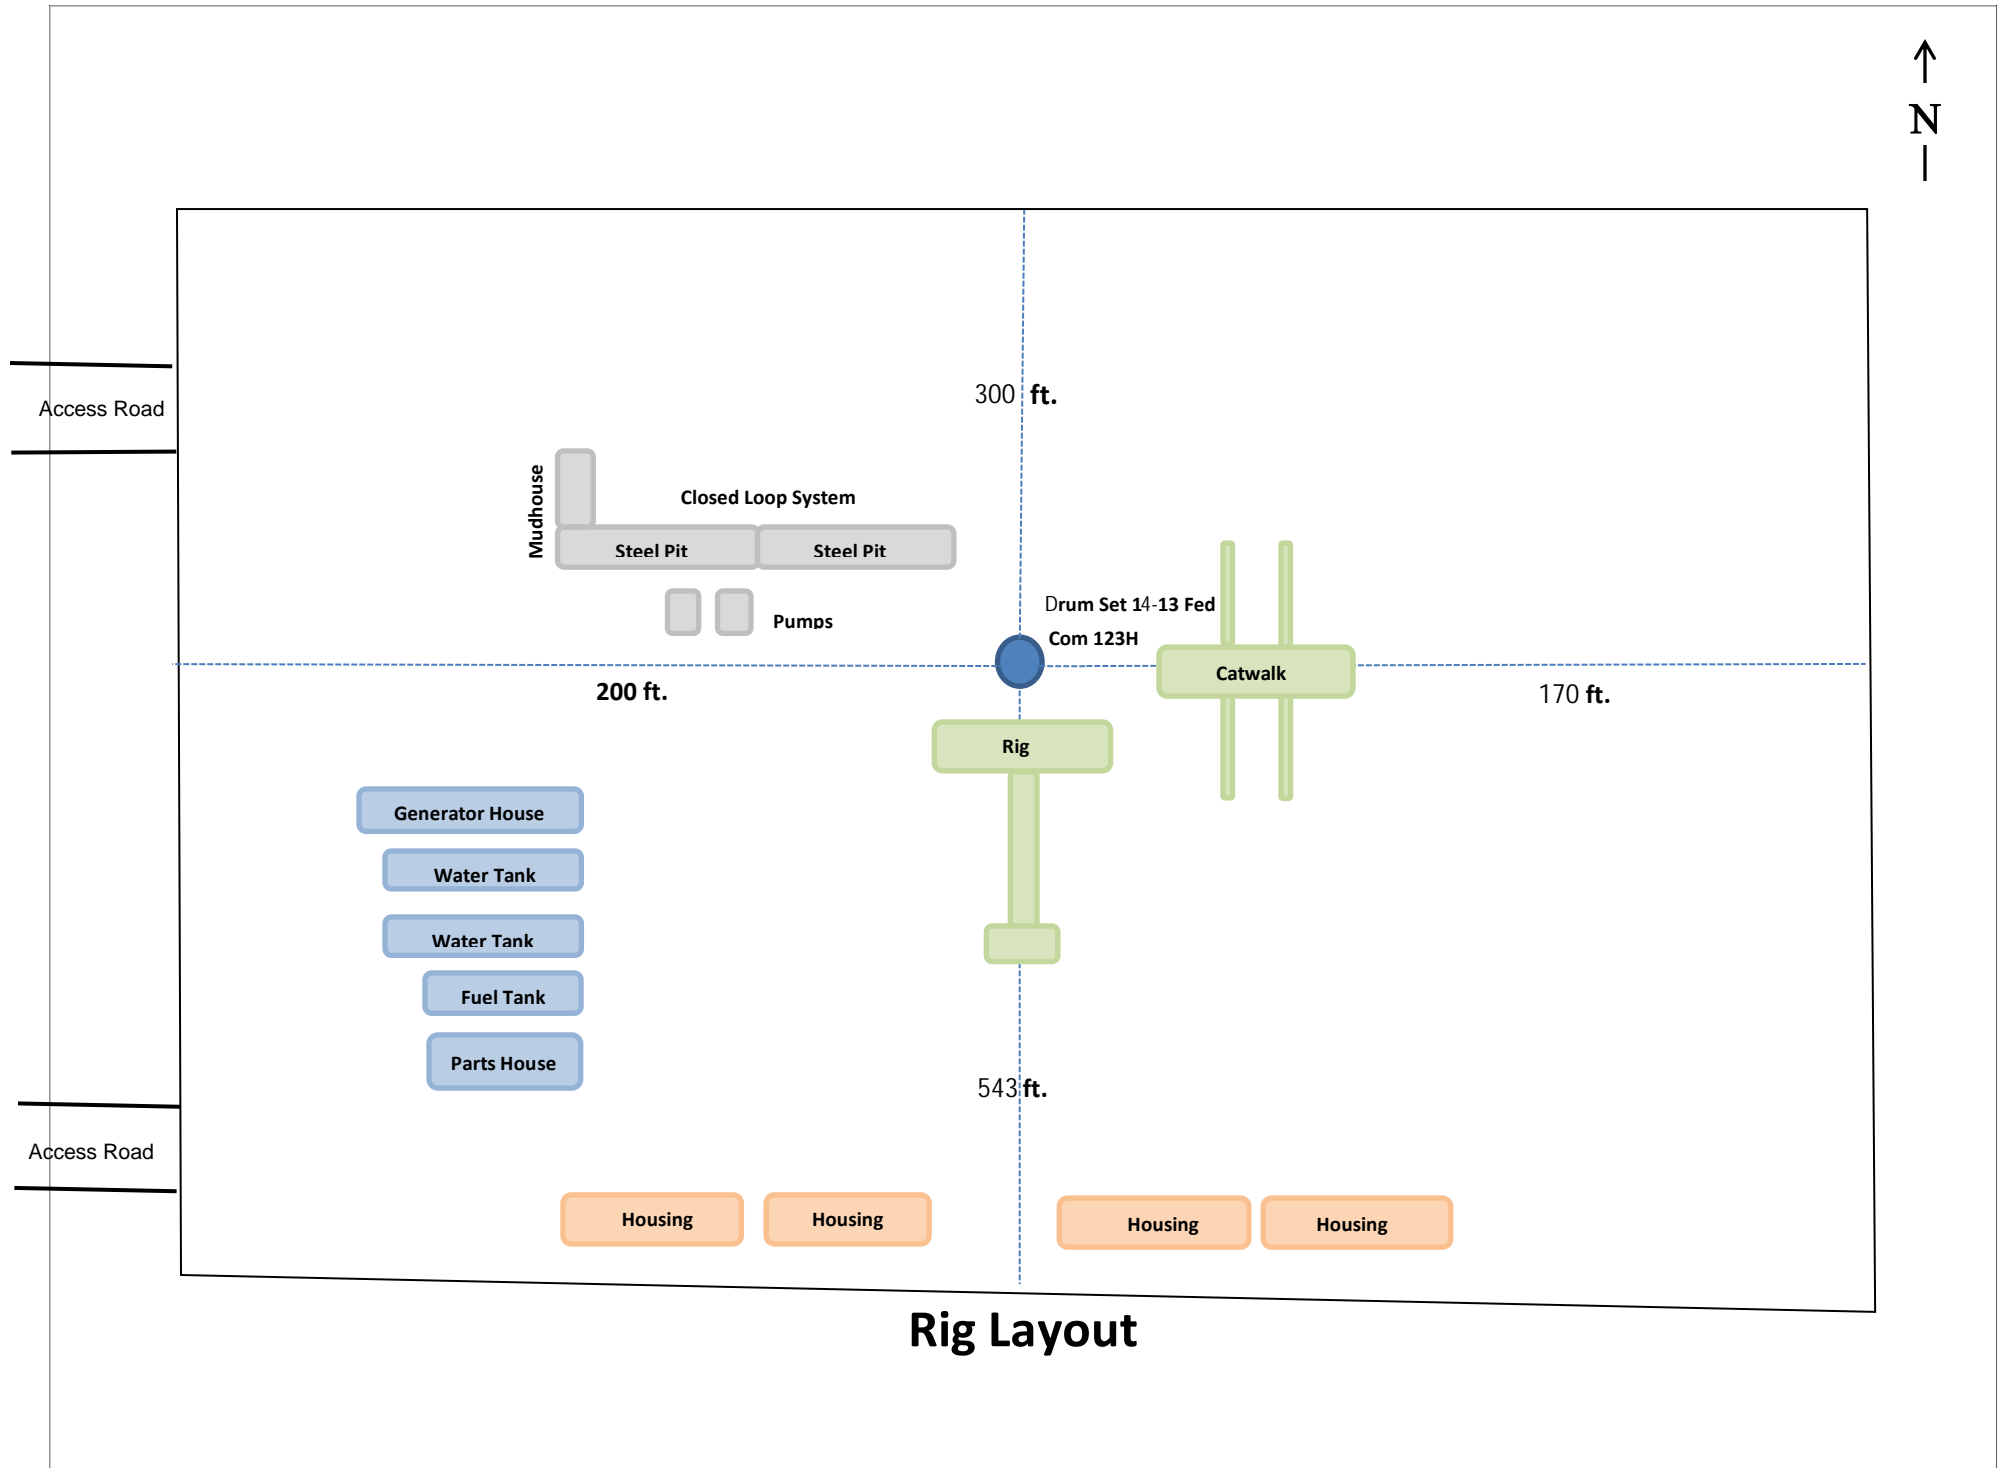 N
Access Road
300 ft.
Mudhouse
Closed Loop System
Steel Pit
Steel Pit
Pumps
Drum Set 14-13 Fed
Com 123H
200 ft.
Catwalk
170 ft.
Rig
Generator House
Water Tank
Water Tank
Fuel Tank
Parts House
543 ft.
Access Road
Housing
Housing
Housing
Housing
Rig Layout